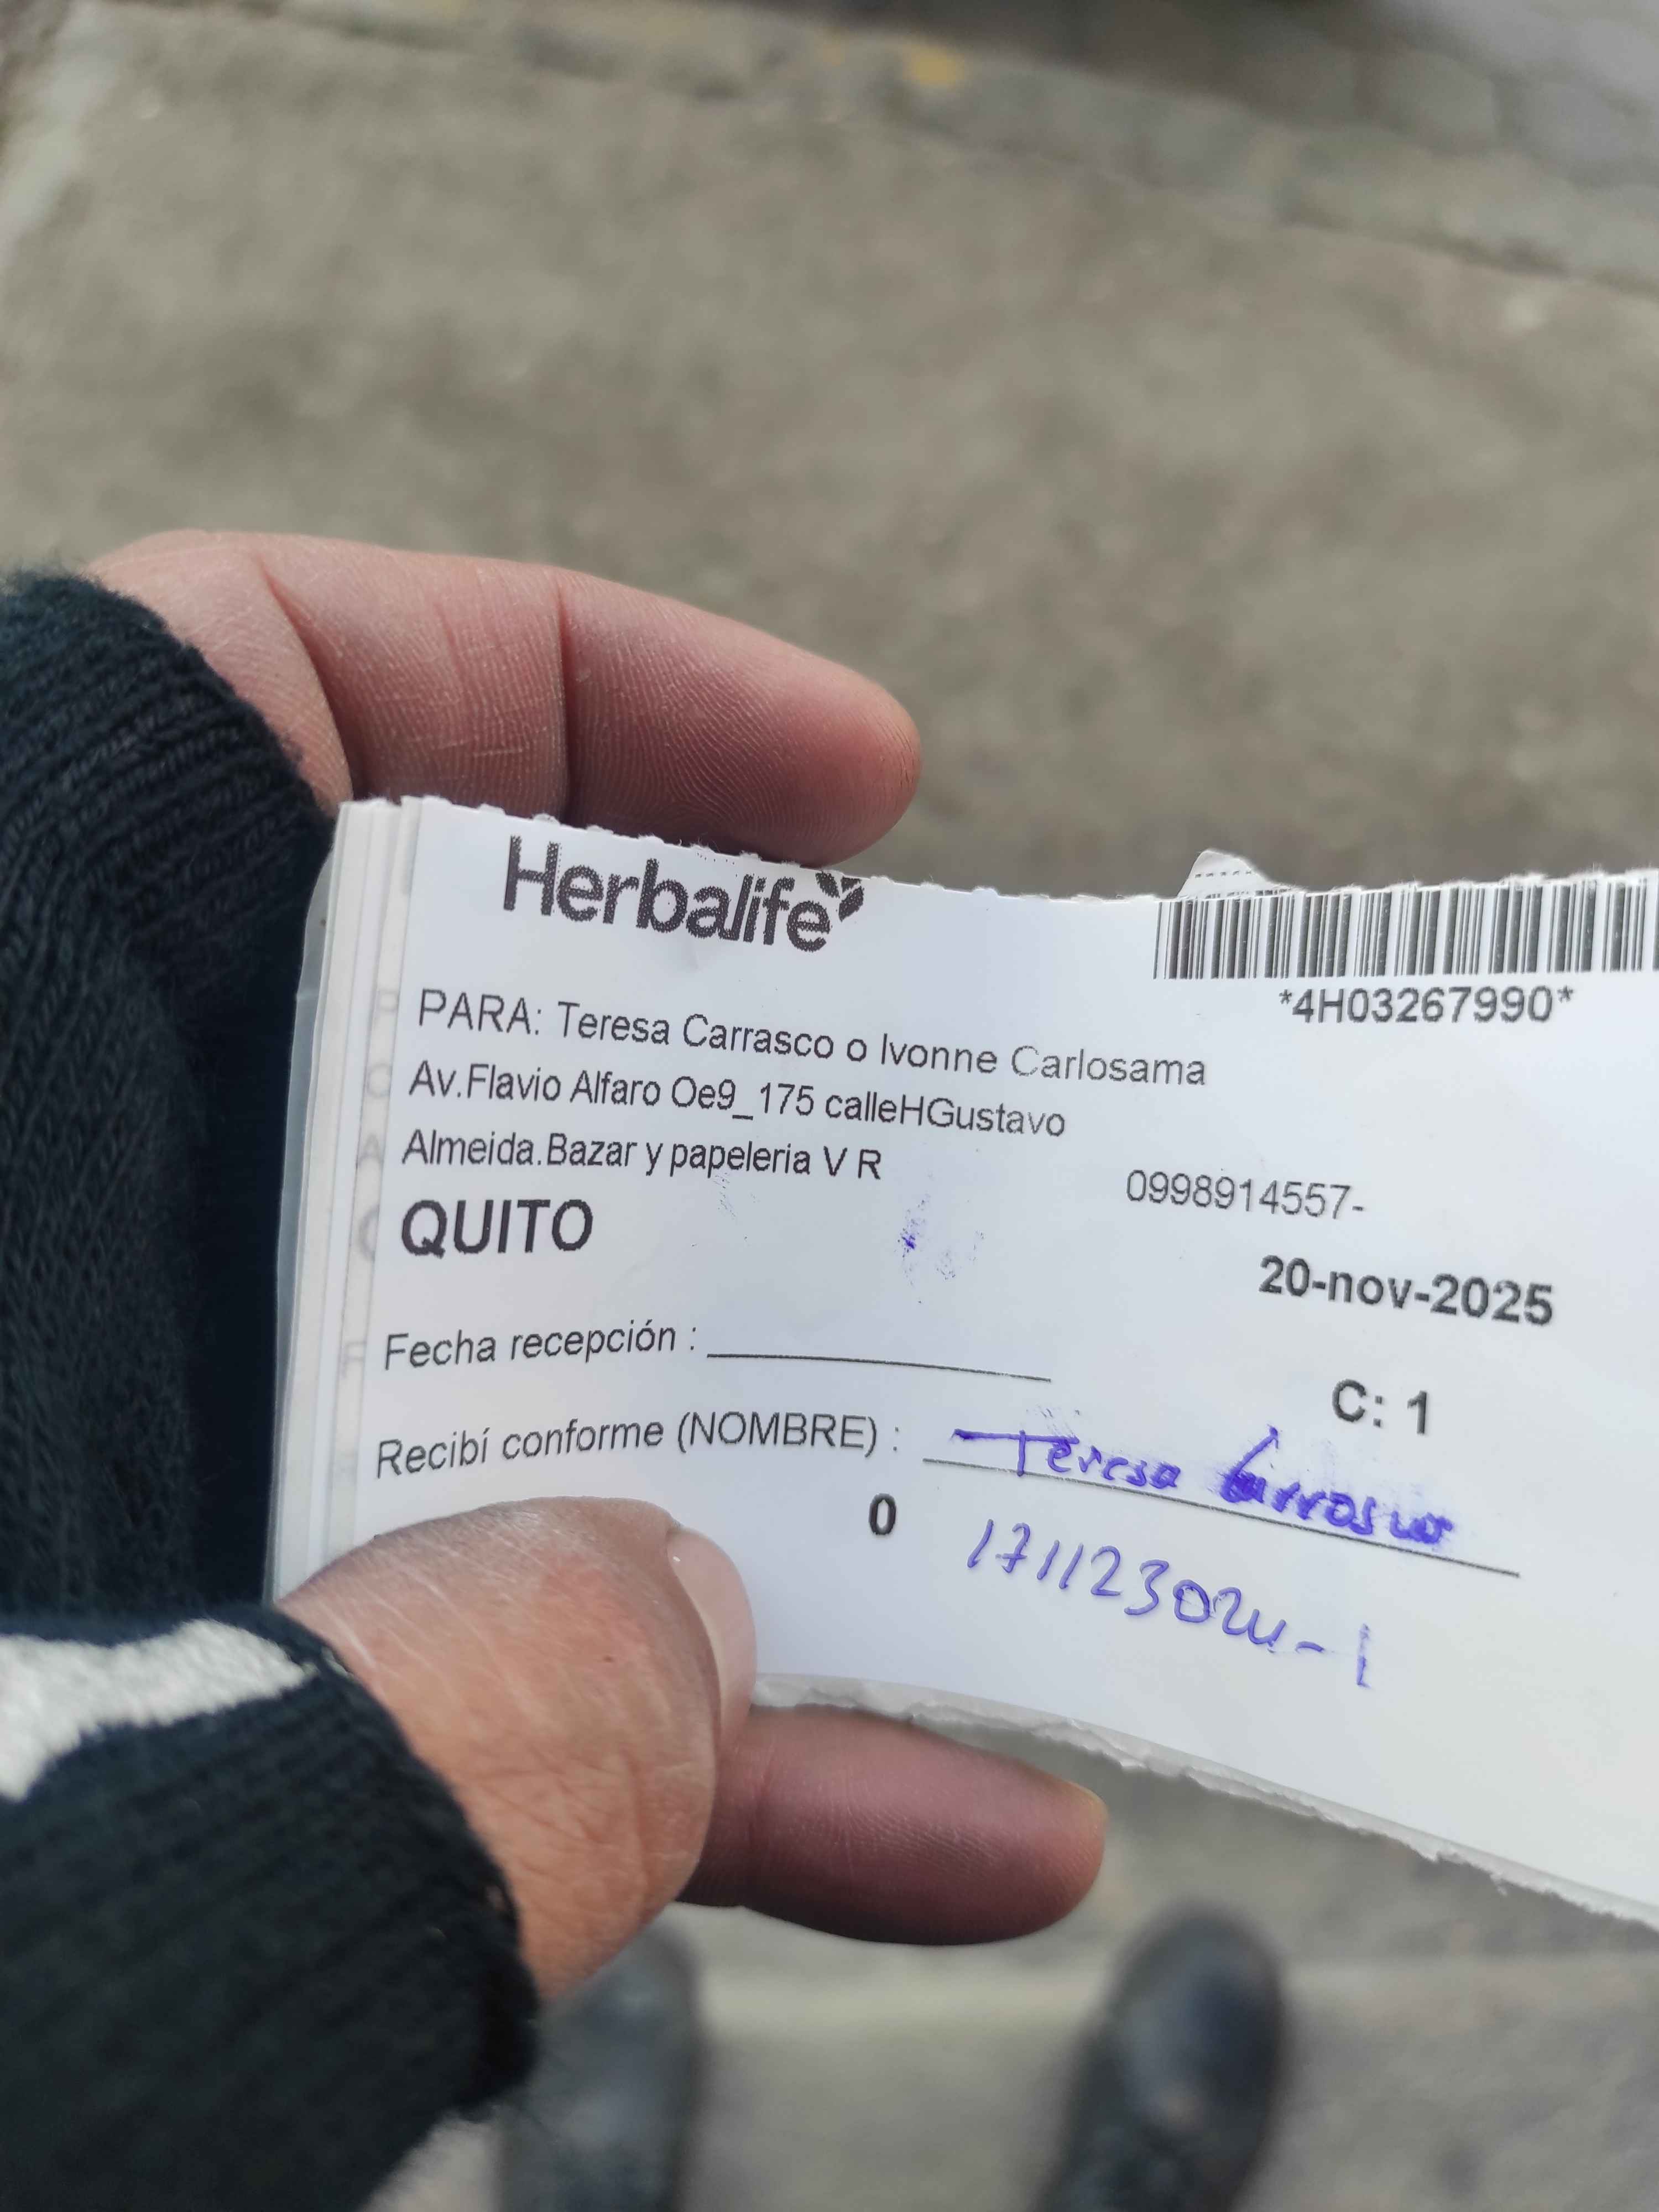 Herbalife
*4H03267990*
PARA: Teresa Carrasco o Ivonne Carlosama
Av.Flavio Alfaro Oe9_175 calleHGustavo
Almeida.Bazar y papeleria V R
0998914557-
QUITO
20-nov-2025
Fecha recepción :
C: 1
Recibí conforme (NOMBRE) : Teresa Carrasco
0
171123024-1